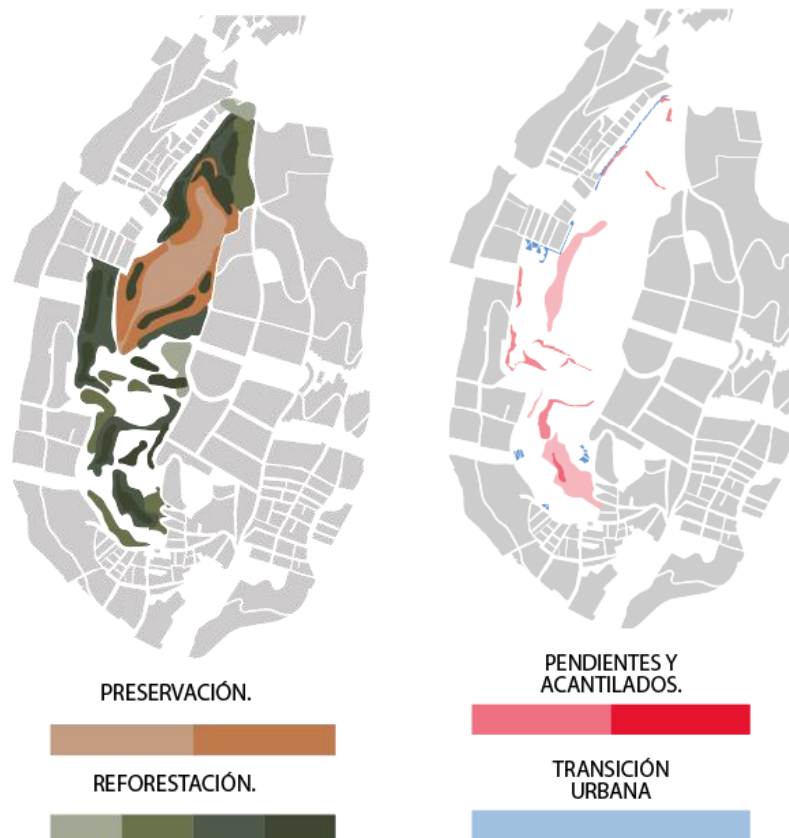 PRESERVACIÓN.
REFORESTACIÓN.
PENDIENTES Y
ACANTILADOS.
TRANSICIÓN
URBANA